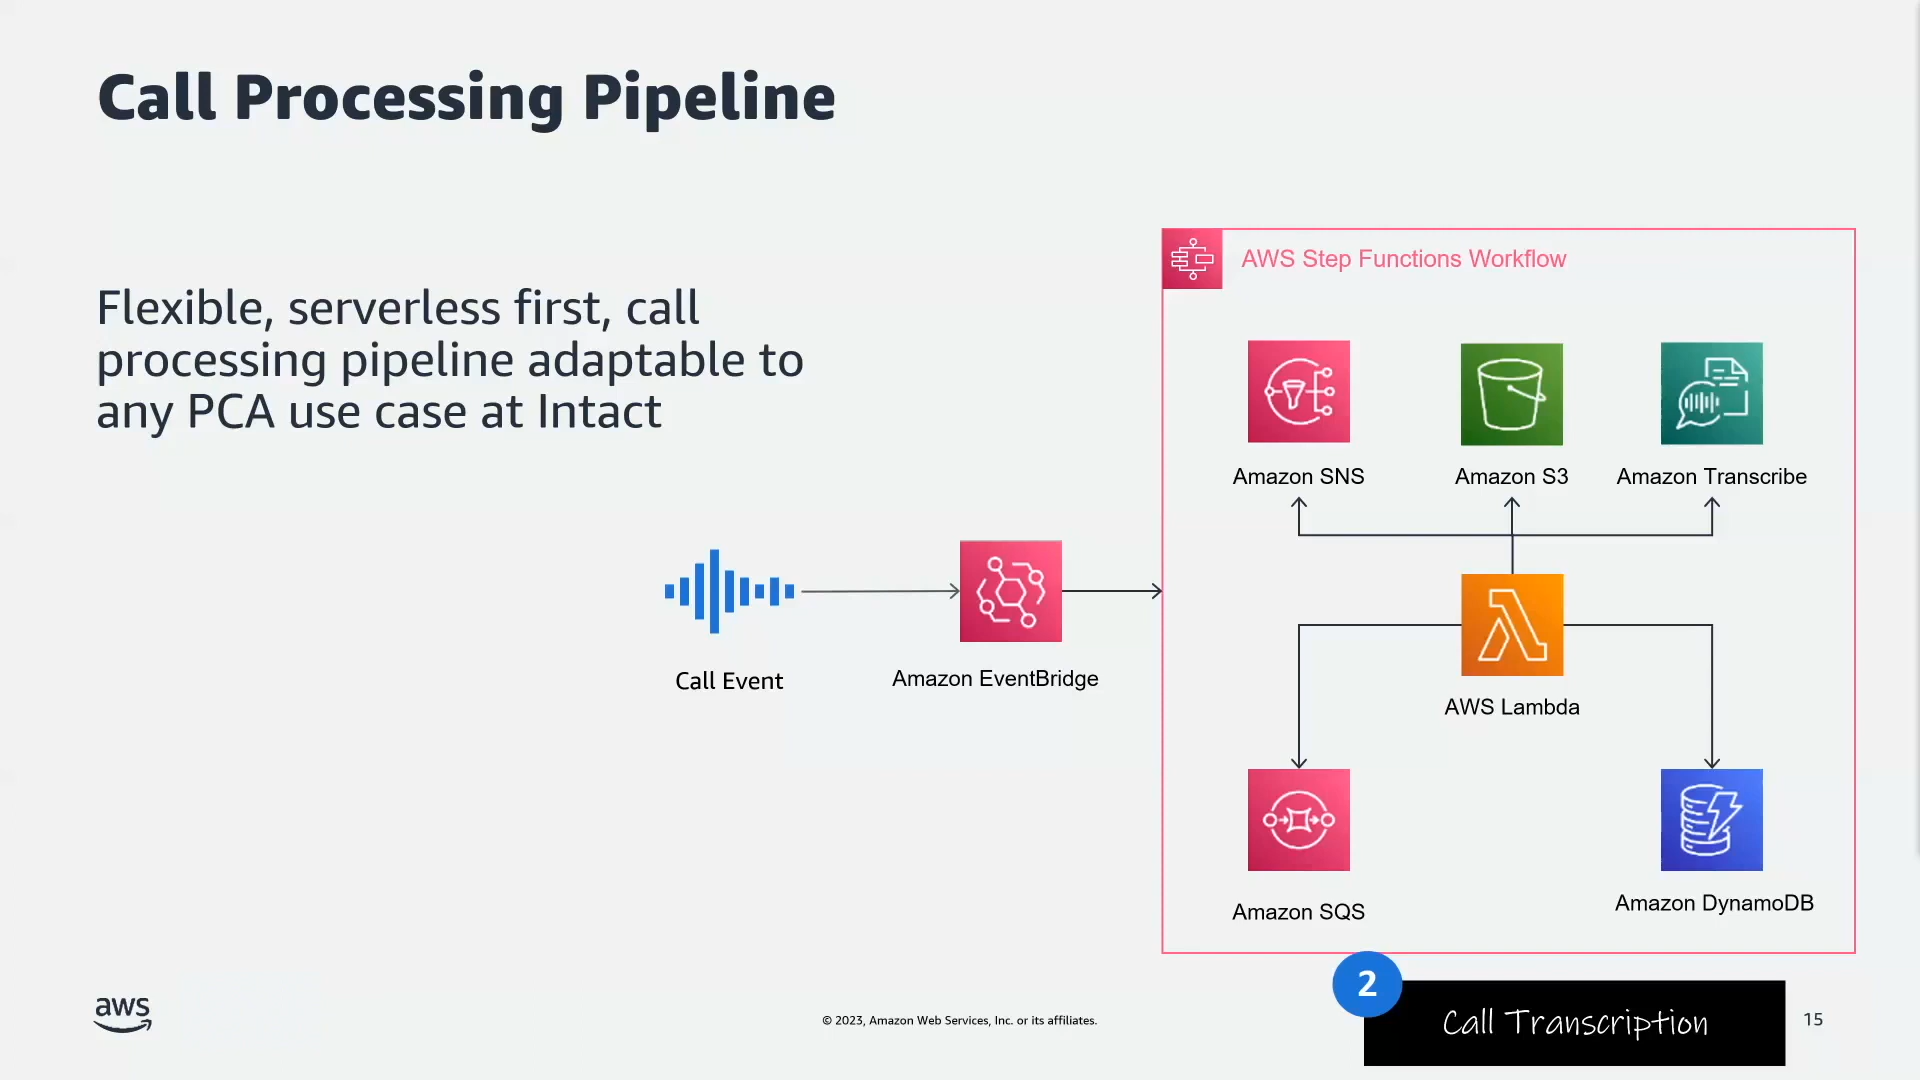 Call Processing Pipeline
Flexible, serverless first, call
processing pipeline adaptable to
any PCA use case at Intact
AWS Step Functions Workflow
Amazon SNS
Amazon S3
Amazon Transcribe
Call Event
Amazon EventBridge
AWS Lambda
Amazon SQS
Amazon DynamoDB
2
Call Transcription
aws
© 2023, Amazon Web Services, Inc. or its affiliates.
15